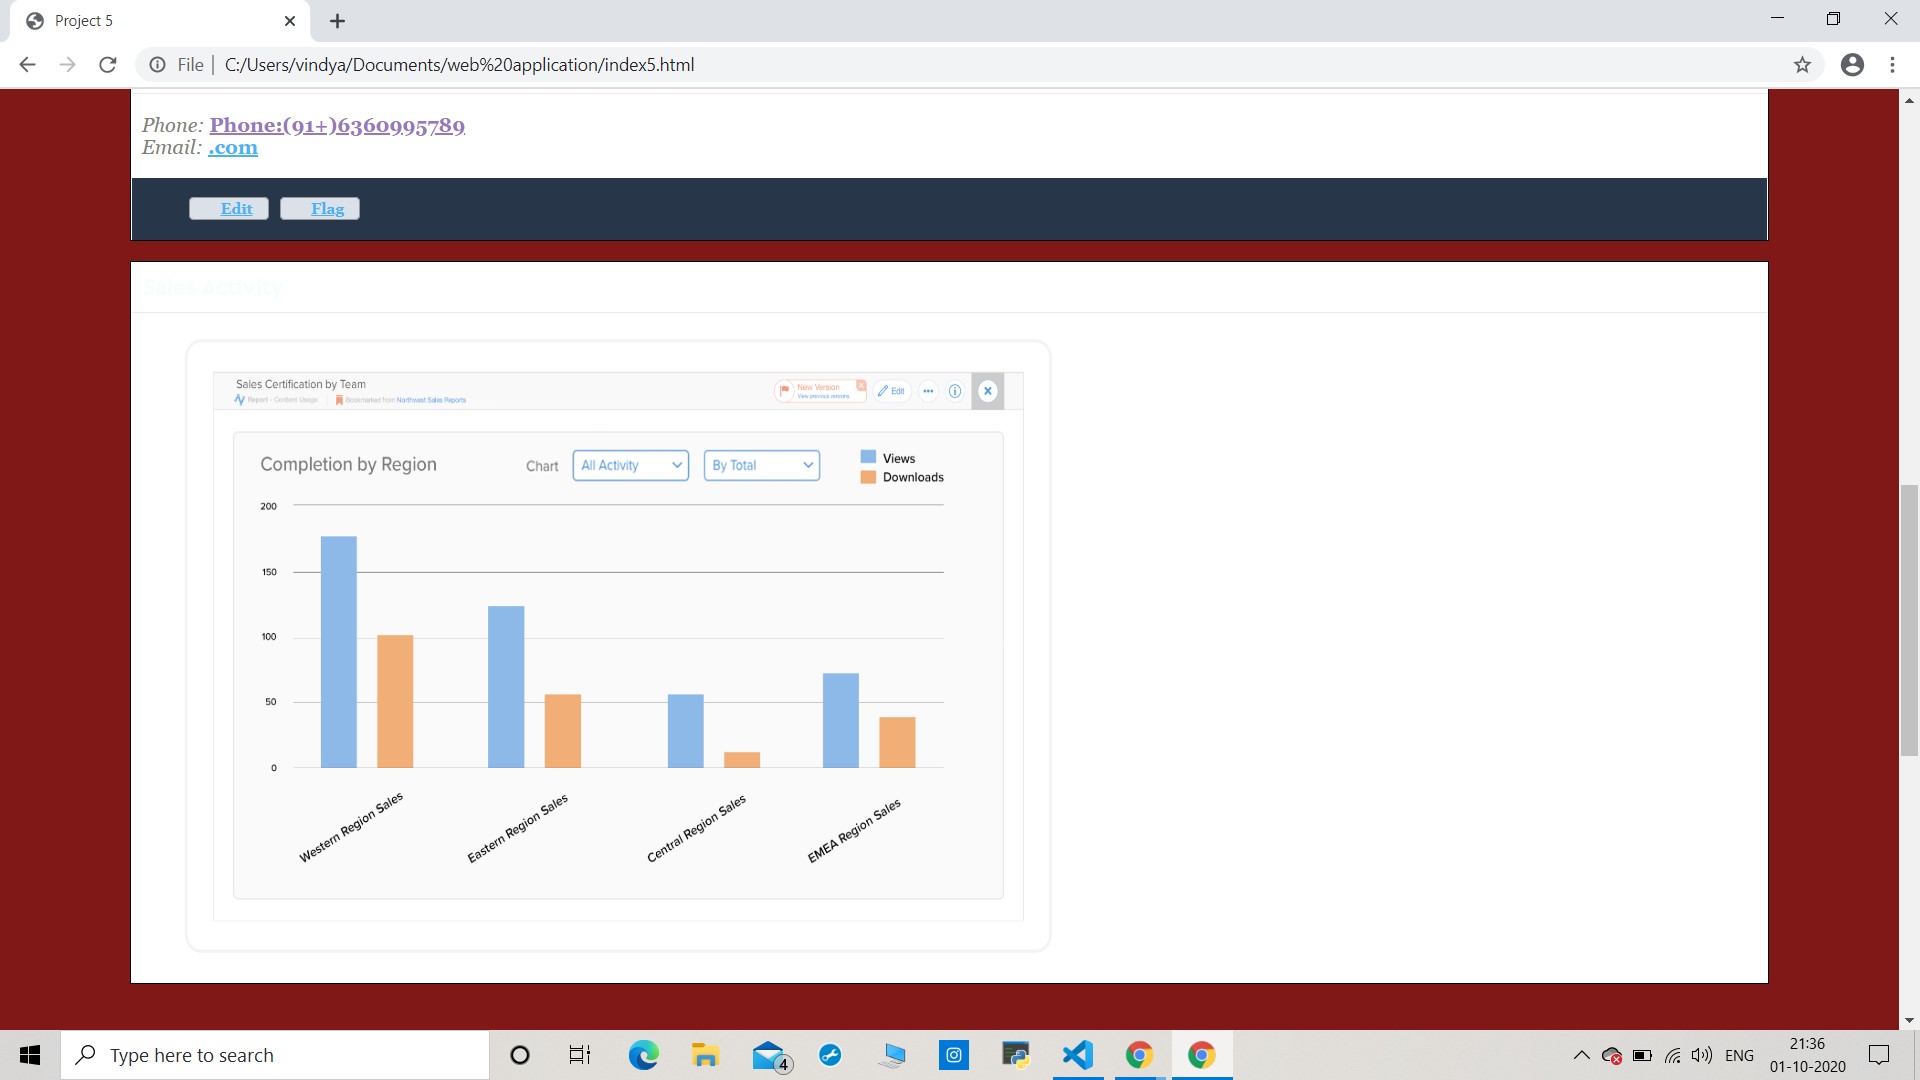 Project 5
File | C:/Users/vindya/Documents/web%20application/index5.html
Phone: Phone:(91+)6360995789
Email: .com
Edit Flag
Sales Activity
Sales Certification by Team
Report - Content Usage Bookmarked from Northwest Sales Reports
New Version
View previous versions
Edit
Completion by Region
Chart All Activity By Total
Views
Downloads
200
150
100
50
0
Western Region Sales
Eastern Region Sales
Central Region Sales
EMEA Region Sales
Type here to search
4
ENG
21:36
01-10-2020